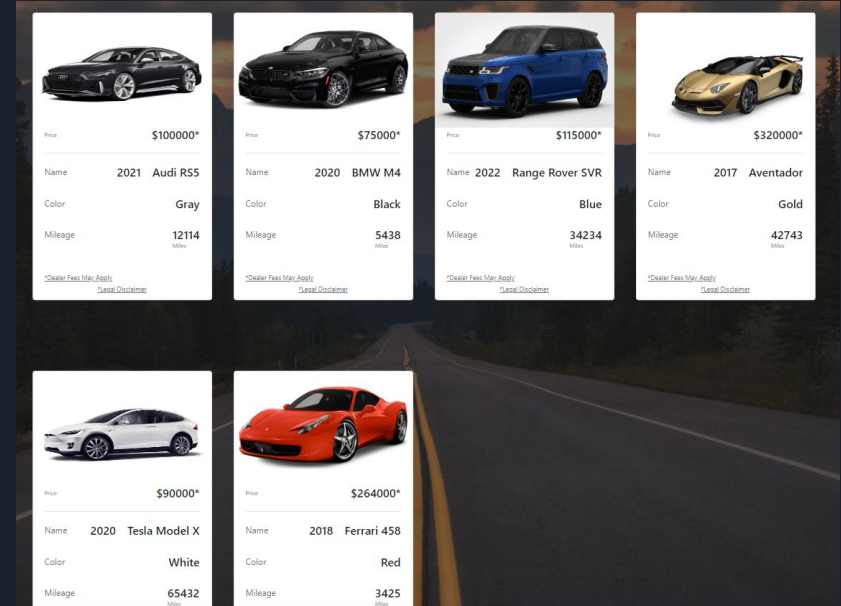 Price $100000*
Name 2021 Audi RS5
Color Gray
Mileage 12114
Miles
*Dealer Fees May Apply
*Legal Disclaimer
Price $75000*
Name 2020 BMW M4
Color Black
Mileage 5438
Miles
*Dealer Fees May Apply
*Legal Disclaimer
Price $115000*
Name 2022 Range Rover SVR
Color Blue
Mileage 34234
Miles
*Dealer Fees May Apply
*Legal Disclaimer
Price $320000*
Name 2017 Aventador
Color Gold
Mileage 42743
Miles
*Dealer Fees May Apply
*Legal Disclaimer
Price $90000*
Name 2020 Tesla Model X
Color White
Mileage 65432
Miles
Price $264000*
Name 2018 Ferrari 458
Color Red
Mileage 3425
Miles